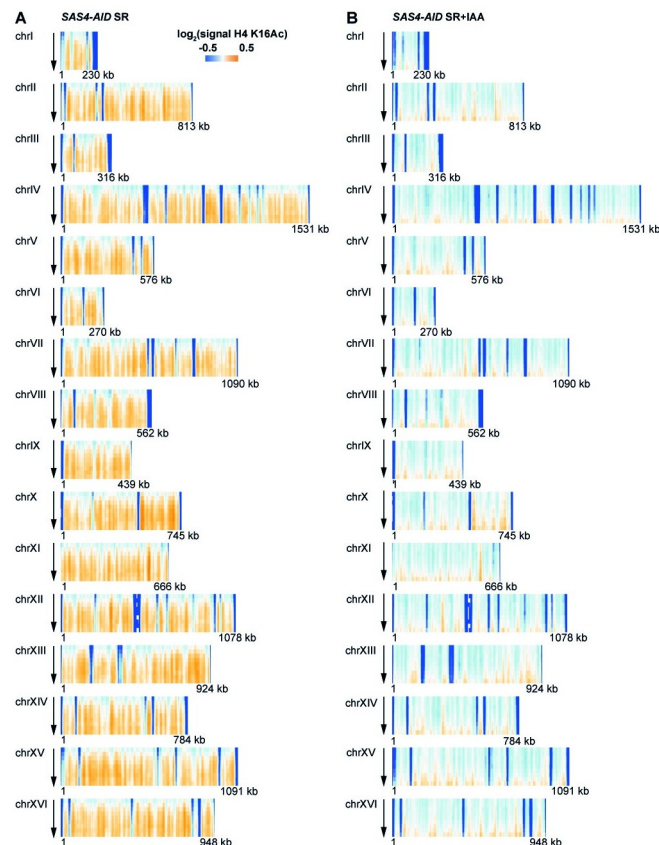 A
SAS4-AID SR
log2(signal H4 K16Ac)
-0.5 0.5
chrI
1 230 kb
chrII
1 813 kb
chrIII
1 316 kb
chrIV
1 1531 kb
chrV
1 576 kb
chrVI
1 270 kb
chrVII
1 1090 kb
chrVIII
1 562 kb
chrIX
1 439 kb
chrX
1 745 kb
chrXI
1 666 kb
chrXII
1 1078 kb
chrXIII
1 924 kb
chrXIV
1 784 kb
chrXV
1 1091 kb
chrXVI
1 948 kb
B
SAS4-AID SR+IAA
chrI
1 230 kb
chrII
1 813 kb
chrIII
1 316 kb
chrIV
1 1531 kb
chrV
1 576 kb
chrVI
1 270 kb
chrVII
1 1090 kb
chrVIII
1 562 kb
chrIX
1 439 kb
chrX
1 745 kb
chrXI
1 666 kb
chrXII
1 1078 kb
chrXIII
1 924 kb
chrXIV
1 784 kb
chrXV
1 1091 kb
chrXVI
1 948 kb